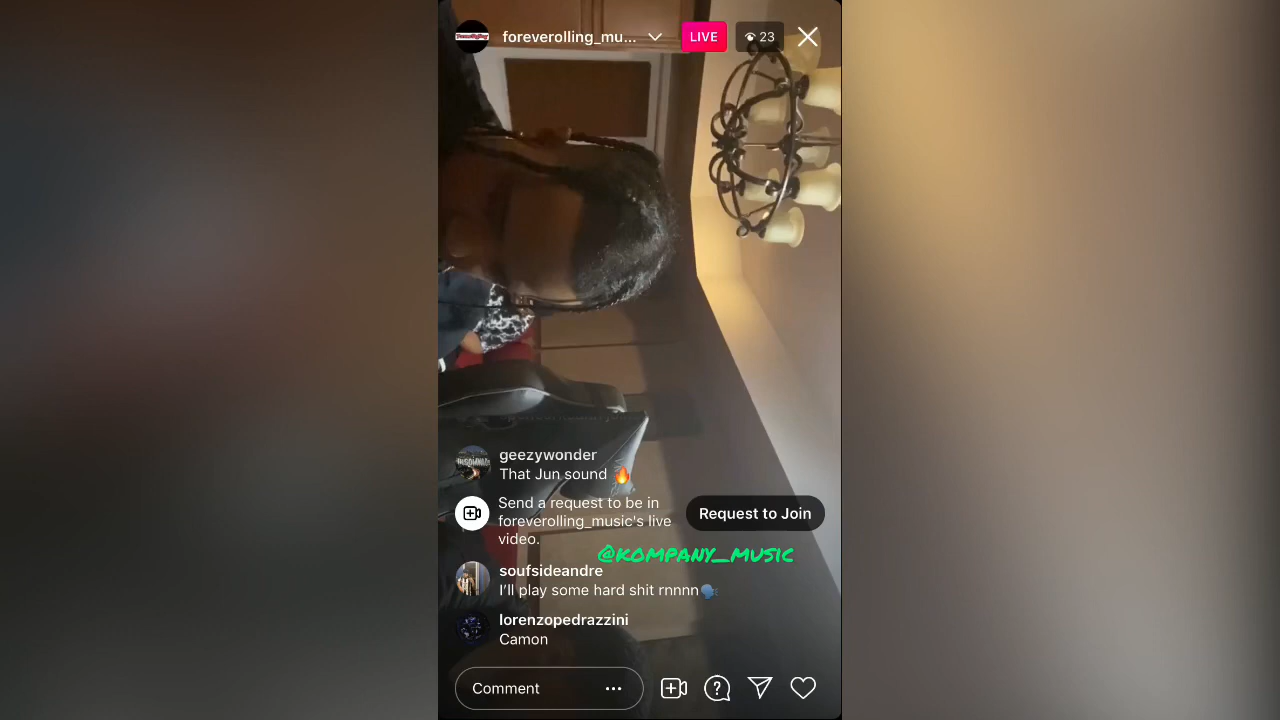 foreverolling_mu...
LIVE
23
geezywonder
That Jun sound 🔥
Send a request to be in
foreverolling_music's live
video.
Request to Join
@KOMPANY_MUSIC
soufsideandre
I'll play some hard shit rnnnn🗣
lorenzopedrazzini
Camon
Comment